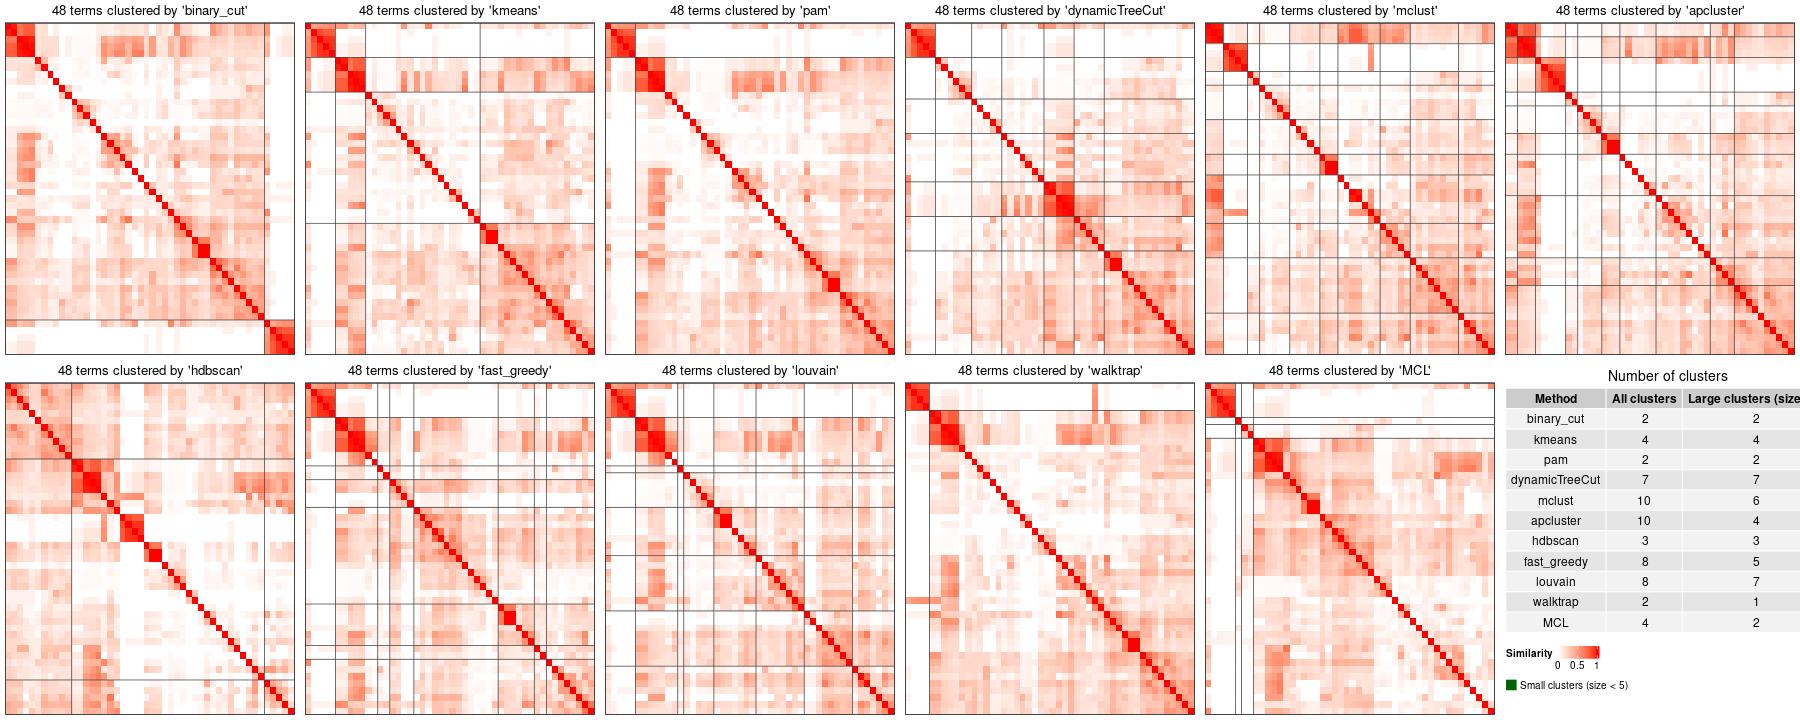 48 terms clustered by 'binary_cut'
48 terms clustered by 'kmeans'
48 terms clustered by 'pam'
48 terms clustered by 'dynamicTreeCut'
48 terms clustered by 'mclust'
48 terms clustered by 'apcluster'
48 terms clustered by 'hdbscan'
48 terms clustered by 'fast_greedy'
48 terms clustered by 'louvain'
48 terms clustered by 'walktrap'
48 terms clustered by 'MCL'
Number of clusters
Method All clusters Large clusters (size
binary_cut 2 2
kmeans 4 4
pam 2 2
dynamicTreeCut 7 7
mclust 10 6
apcluster 10 4
hdbscan 3 3
fast_greedy 8 5
louvain 8 7
walktrap 2 1
MCL 4 2
Similarity
0 0.5 1
Small clusters (size < 5)